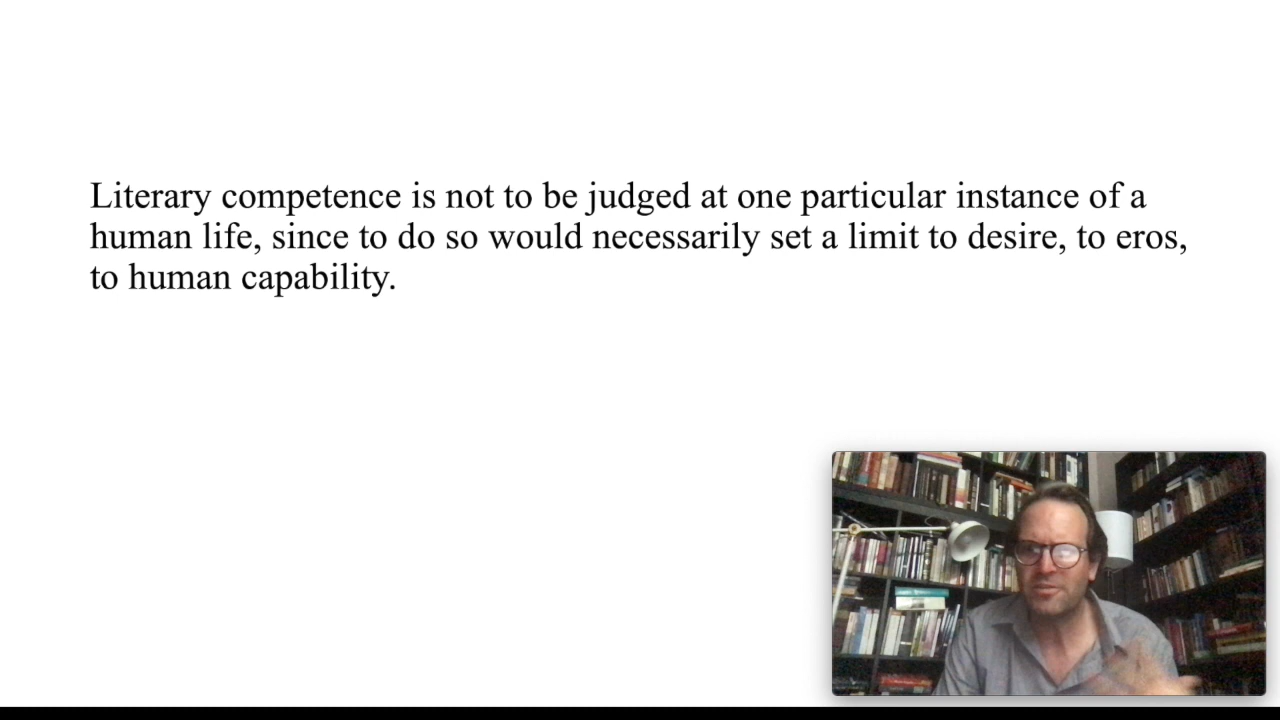 Literary competence is not to be judged at one particular instance of a
human life, since to do so would necessarily set a limit to desire, to eros,
to human capability.